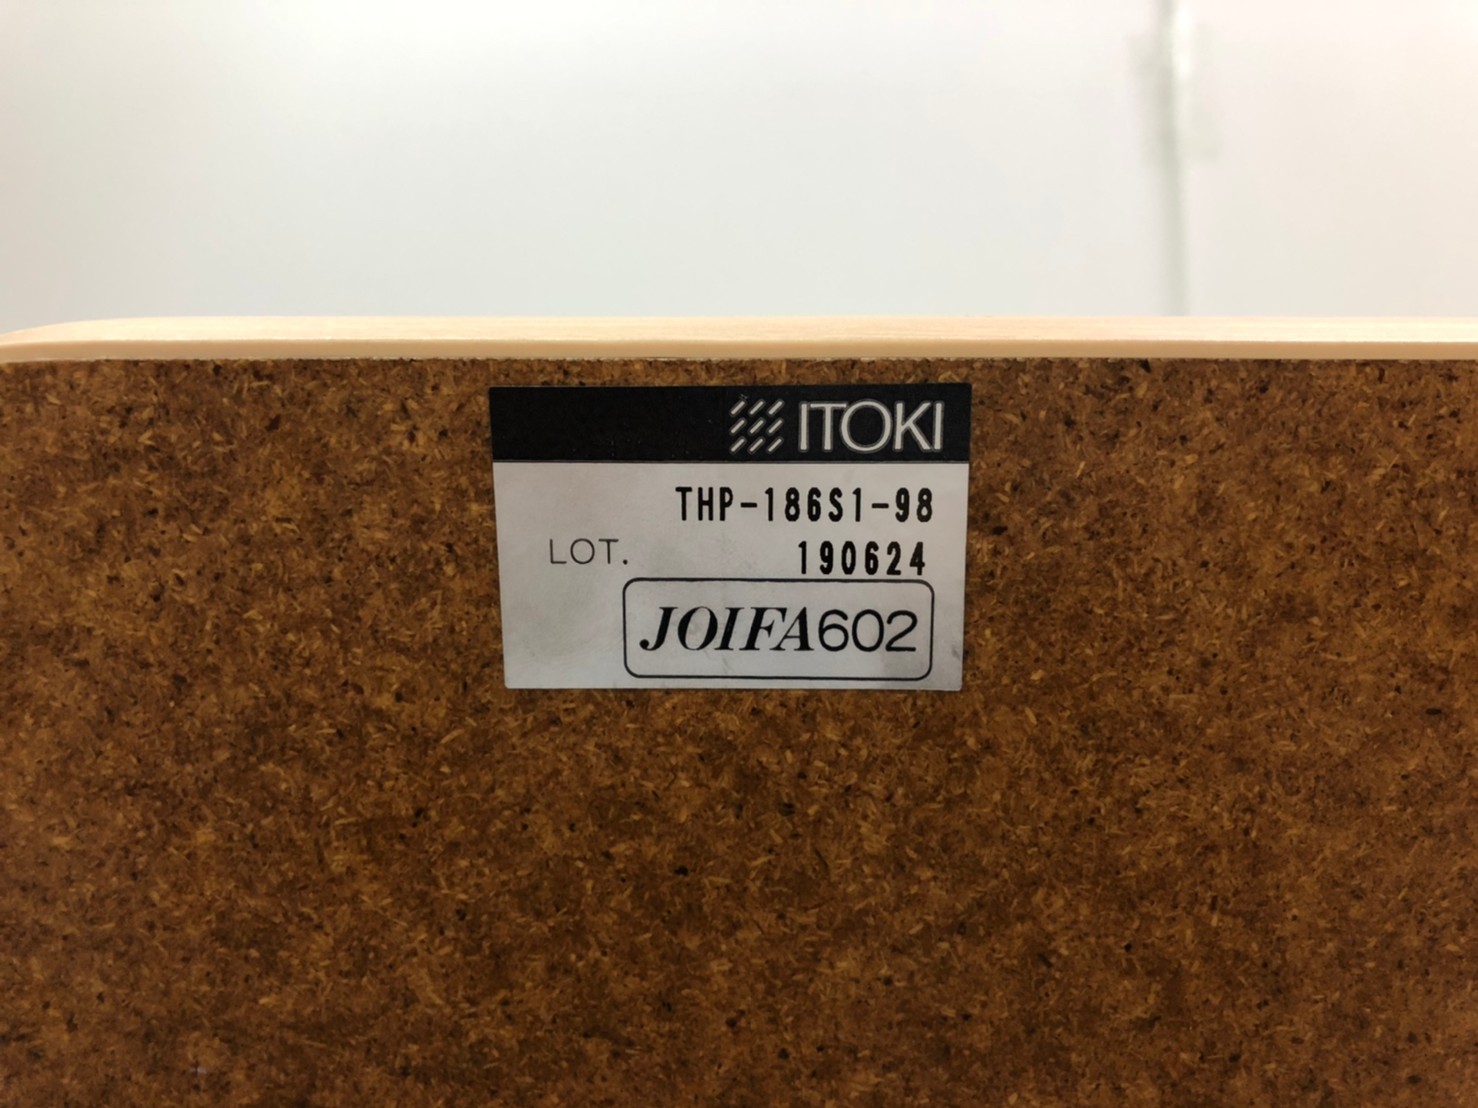 ITOKI
THP-186S1-98
LOT. 190624
JOIFA602